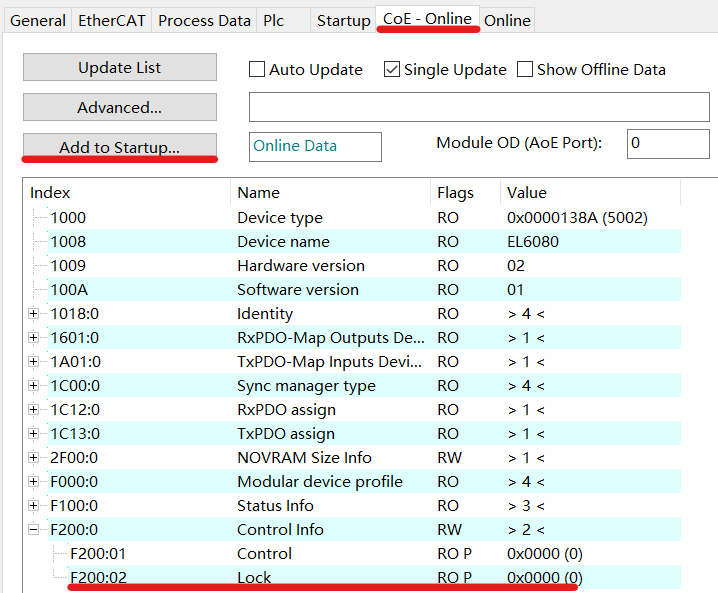 General EtherCAT Process Data Plc Startup CoE - Online Online
Update List Auto Update Single Update Show Offline Data
Advanced...
Add to Startup... Online Data Module OD (AoE Port): 0
Index Name Flags Value
1000 Device type RO 0x0000138A (5002)
1008 Device name RO EL6080
1009 Hardware version RO 02
100A Software version RO 01
1018:0 Identity RO > 4 <
1601:0 RxPDO-Map Outputs De... RO > 1 <
1A01:0 TxPDO-Map Inputs Devi... RO > 1 <
1C00:0 Sync manager type RO > 4 <
1C12:0 RxPDO assign RO > 1 <
1C13:0 TxPDO assign RO > 1 <
2F00:0 NOVRAM Size Info RW > 1 <
F000:0 Modular device profile RO > 4 <
F100:0 Status Info RO > 3 <
F200:0 Control Info RW > 2 <
F200:01 Control RO P 0x0000 (0)
F200:02 Lock RO P 0x0000 (0)